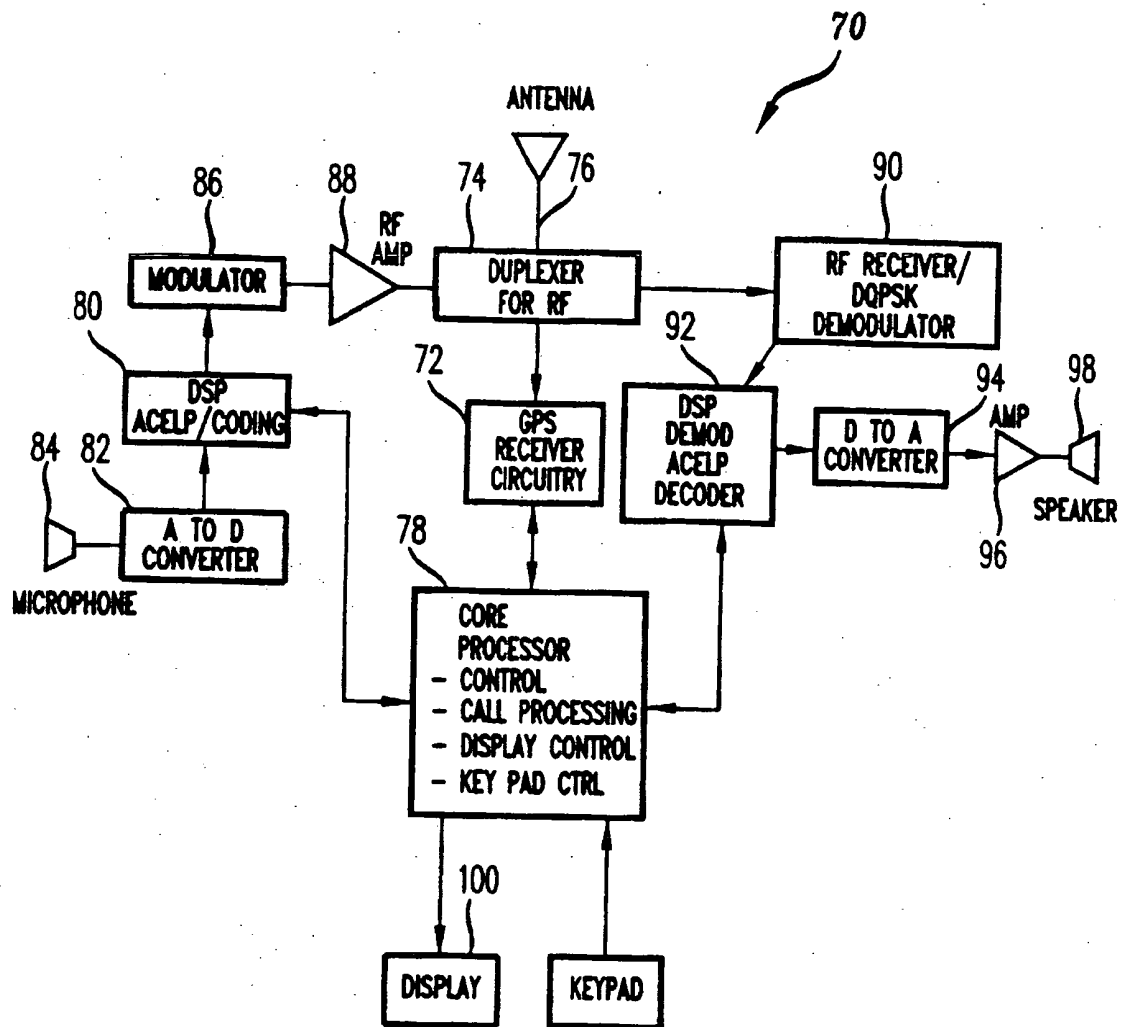 70
ANTENNA
76
74
88
86
90
RF
AMP
MODULATOR
DUPLEXER
FOR RF
RF RECEIVER/
DQPSK
DEMODULATOR
80
92
72
DSP
ACELP/CODING
GPS
RECEIVER
CIRCUITRY
DSP
DEMOD
ACELP
DECODER
94
98
AMP
D TO A
CONVERTER
84
82
SPEAKER
96
A TO D
CONVERTER
MICROPHONE
78
CORE
PROCESSOR
- CONTROL
- CALL PROCESSING
- DISPLAY CONTROL
- KEY PAD CTRL
100
DISPLAY
KEYPAD